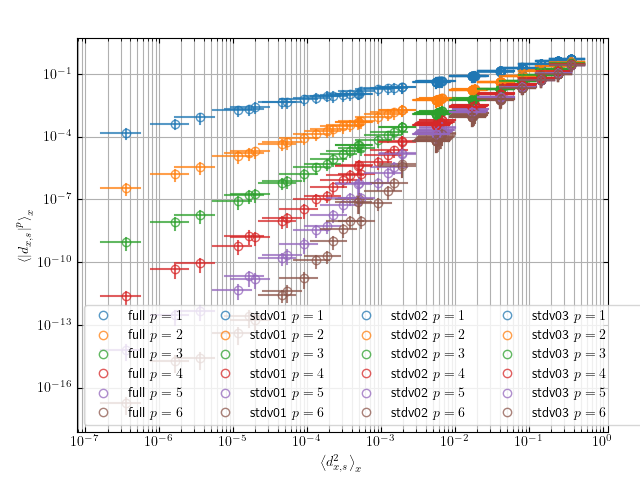 10⁻¹
10⁻⁴
10⁻⁷
10⁻¹⁰
10⁻¹³
10⁻¹⁶
⟨|d_{x,s}|^p⟩_x
full p = 1 stdv01 p = 1 stdv02 p = 1 stdv03 p = 1
full p = 2 stdv01 p = 2 stdv02 p = 2 stdv03 p = 2
full p = 3 stdv01 p = 3 stdv02 p = 3 stdv03 p = 3
full p = 4 stdv01 p = 4 stdv02 p = 4 stdv03 p = 4
full p = 5 stdv01 p = 5 stdv02 p = 5 stdv03 p = 5
full p = 6 stdv01 p = 6 stdv02 p = 6 stdv03 p = 6
10⁻⁷ 10⁻⁶ 10⁻⁵ 10⁻⁴ 10⁻³ 10⁻² 10⁻¹ 10⁰
⟨d²_{x,s}⟩_x